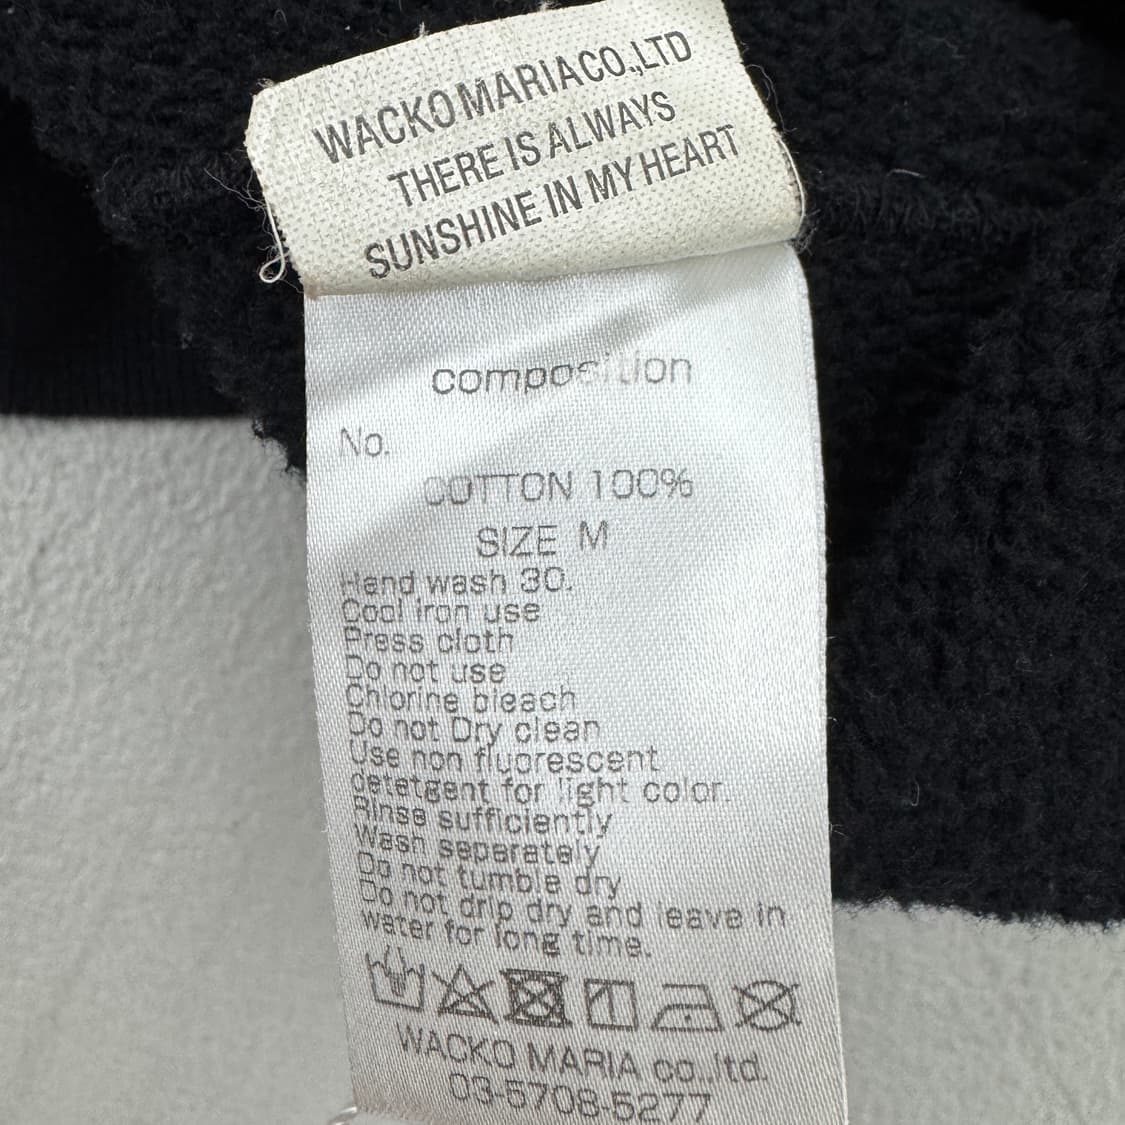 WACKO MARIA CO.,LTD
THERE IS ALWAYS
SUNSHINE IN MY HEART
composition
No.
COTTON 100%
SIZE M
Hand wash 30.
Cool iron use
Press cloth
Do not use
Chlorine bleach
Do not Dry clean
Use non fluorescent
detetgent for light color.
Rinse sufficiently
Wash separately
Do not tumble dry
Do not drip dry and leave in
water for long time.
WACKO MARIA co.,ltd.
03-5708-5277